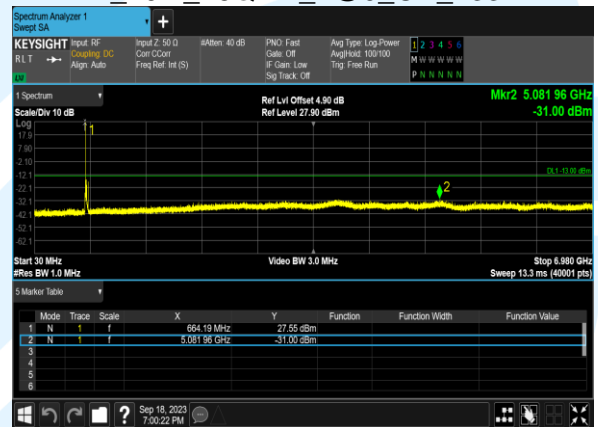 Spectrum Analyzer 1
Swept SA
+
KEYSIGHT Input: RF Input Z: 50 Ω #Atten: 40 dB PNO: Fast Avg Type: Log-Power 1 2 3 4 5 6
RLT Coupling: DC Corr CCorr Gate: Off Avg|Hold: 100/100 M W W W W W
Align: Auto Freq Ref: Int (S) IF Gain: Low Trig: Free Run
Sig Track: Off P N N N N N
1 Spectrum Ref Lvl Offset 4.90 dB Mkr2 5.081 96 GHz
Scale/Div 10 dB Ref Level 27.90 dBm -31.00 dBm
Log
1
17.9
7.90
-2.10
DL1 -13.00 dBm
-12.1
-22.1
2
-32.1
-42.1
-52.1
-62.1
Start 30 MHz Video BW 3.0 MHz Stop 6.980 GHz
#Res BW 1.0 MHz Sweep 13.3 ms (40001 pts)
5 Marker Table
Mode Trace Scale X Y Function Function Width Function Value
1 N 1 f 664.19 MHz 27.55 dBm
2 N 1 f 5.081 96 GHz -31.00 dBm
3
4
5
6
? Sep 18, 2023
7:00:22 PM